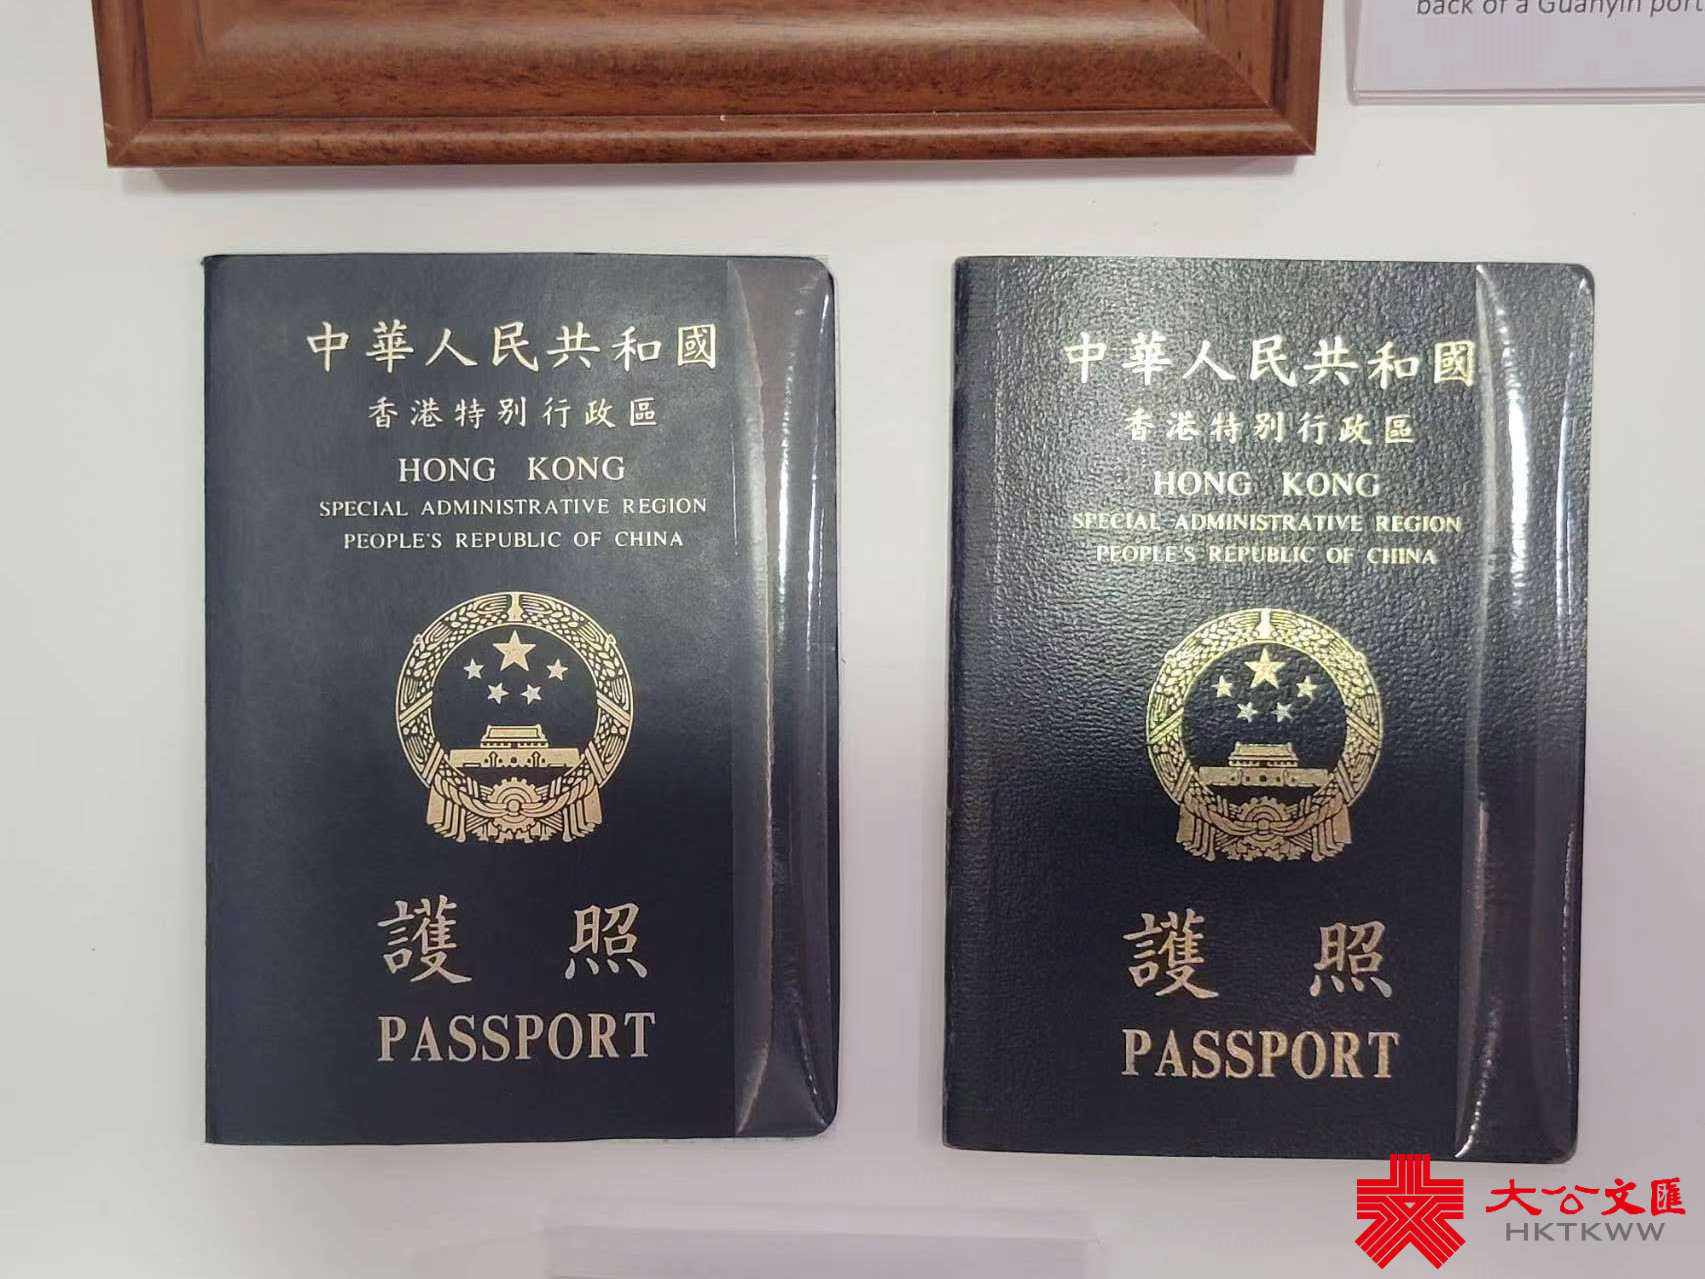 back of a Guanyin port
中華人民共和國
香港特別行政區
HONG KONG
SPECIAL ADMINISTRATIVE REGION
PEOPLE'S REPUBLIC OF CHINA
護照
PASSPORT
中華人民共和國
香港特別行政區
HONG KONG
SPECIAL ADMINISTRATIVE REGION
PEOPLE'S REPUBLIC OF CHINA
護照
PASSPORT
大公文匯
HKTKWW